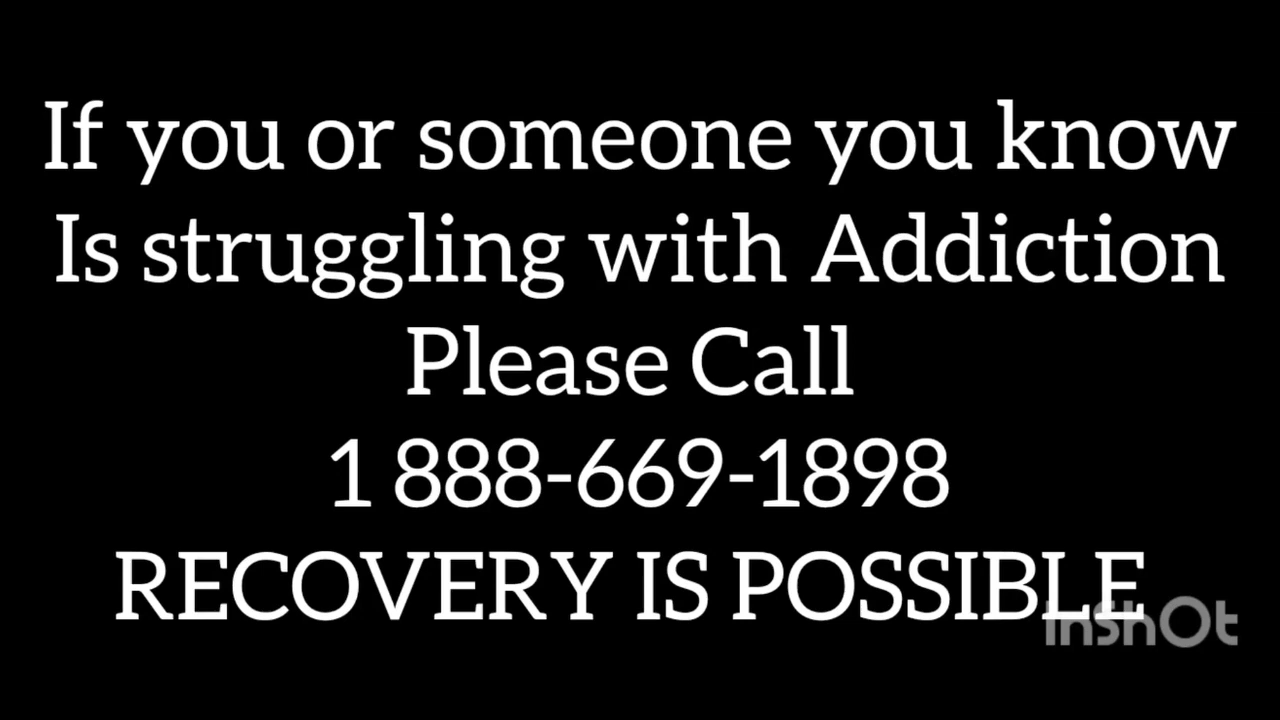 If you or someone you know
Is struggling with Addiction
Please Call
1 888-669-1898
RECOVERY IS POSSIBLE
InShOt